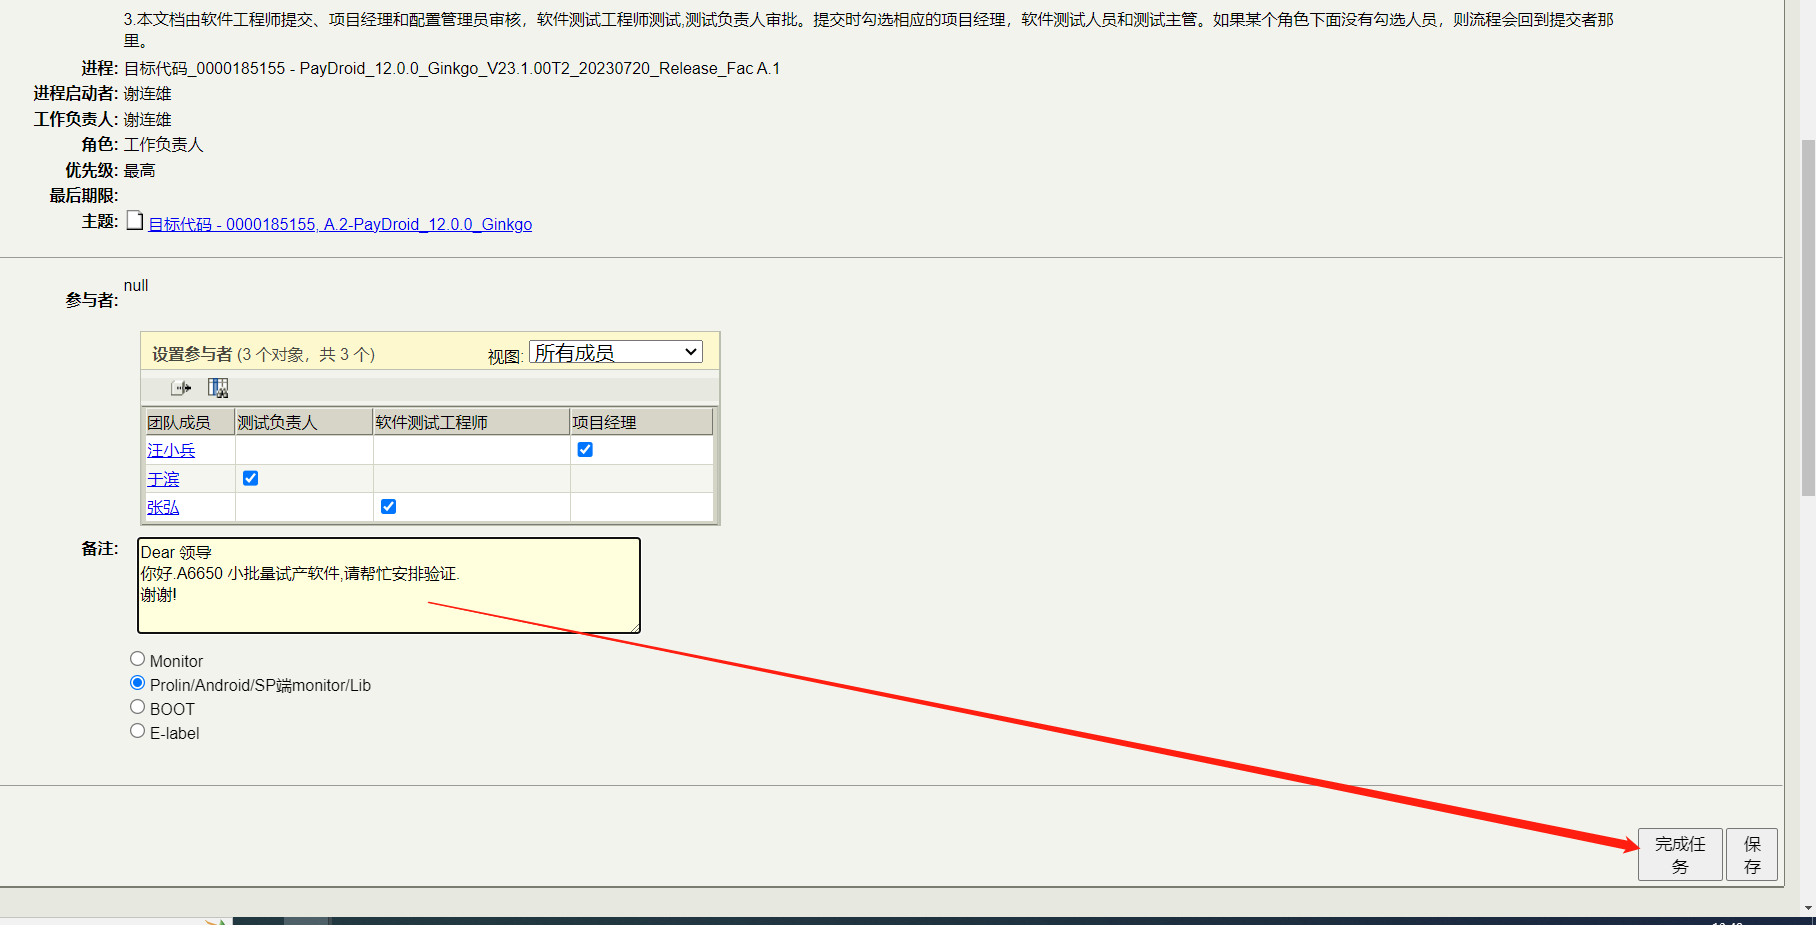 3.本文档由软件工程师提交、项目经理和配置管理员审核，软件测试工程师测试,测试负责人审批。提交时勾选相应的项目经理，软件测试人员和测试主管。如果某个角色下面没有勾选人员，则流程会回到提交者那
里。
进程: 目标代码_0000185155 - PayDroid_12.0.0_Ginkgo_V23.1.00T2_20230720_Release_Fac A.1
进程启动者: 谢连雄
工作负责人: 谢连雄
角色: 工作负责人
优先级: 最高
最后期限:
主题: 目标代码 - 0000185155, A.2-PayDroid_12.0.0_Ginkgo
null
参与者:
设置参与者 (3 个对象，共 3 个) 视图: 所有成员
团队成员 测试负责人 软件测试工程师 项目经理
汪小兵
于滨
张弘
备注: Dear 领导
你好.A6650 小批量试产软件,请帮忙安排验证.
谢谢!
Monitor
Prolin/Android/SP端monitor/Lib
BOOT
E-label
完成任
务
保
存